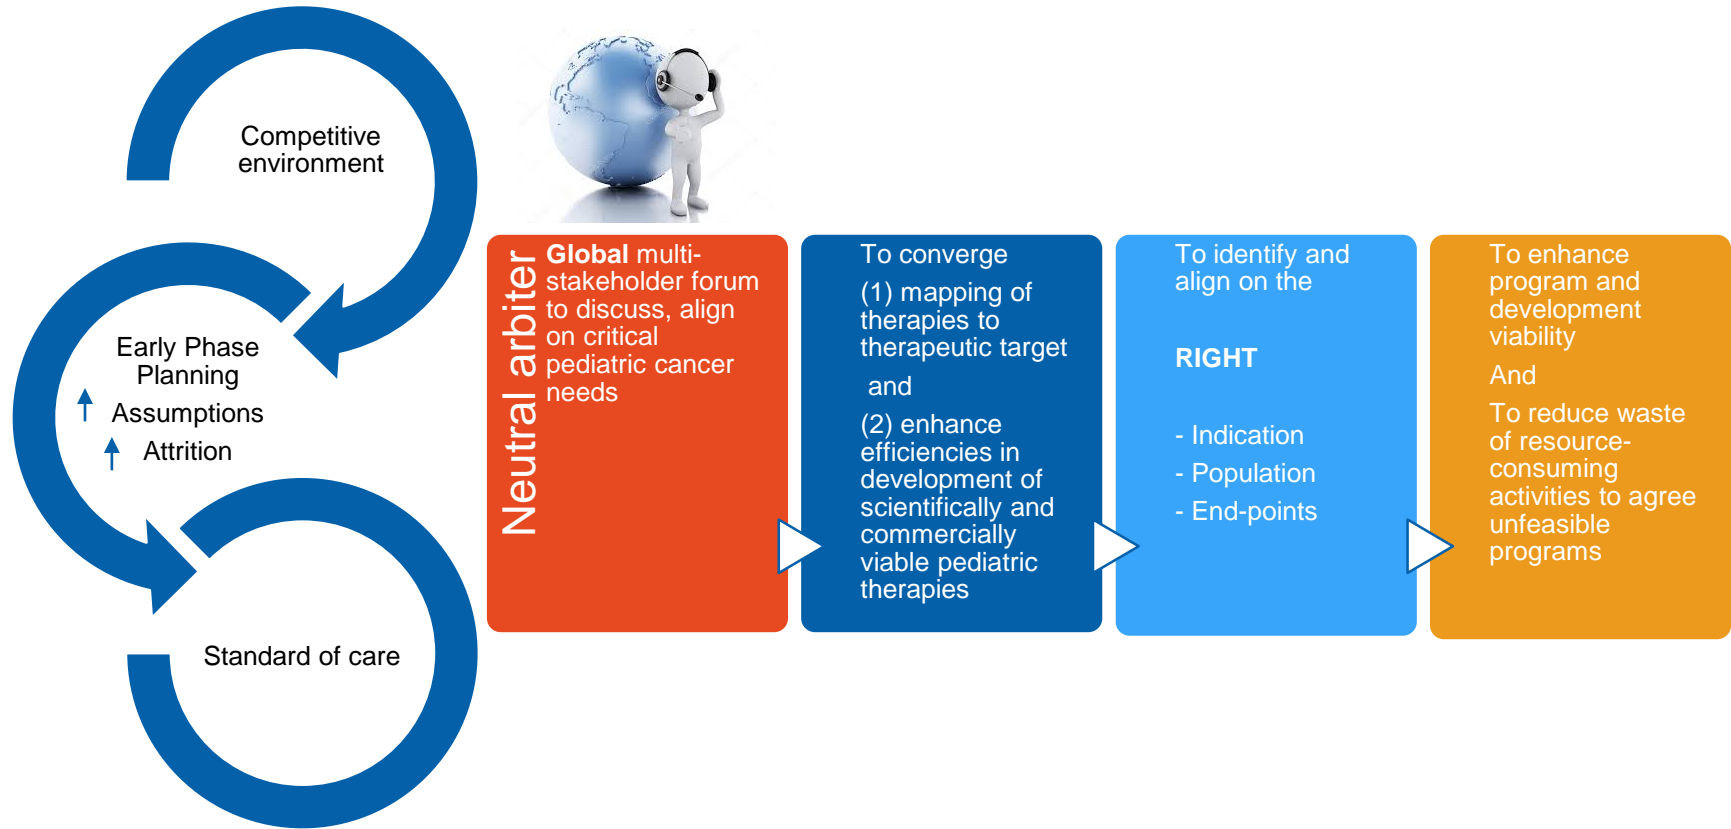 Competitive
environment
Early Phase
Planning
Assumptions
Attrition
Standard of care
Neutral arbiter
Global multi-
stakeholder forum
to discuss, align
on critical
pediatric cancer
needs
To converge
(1) mapping of
therapies to
therapeutic target
and
(2) enhance
efficiencies in
development of
scientifically and
commercially
viable pediatric
therapies
To identify and
align on the
RIGHT
- Indication
- Population
- End-points
To enhance
program and
development
viability
And
To reduce waste
of resource-
consuming
activities to agree
unfeasible
programs